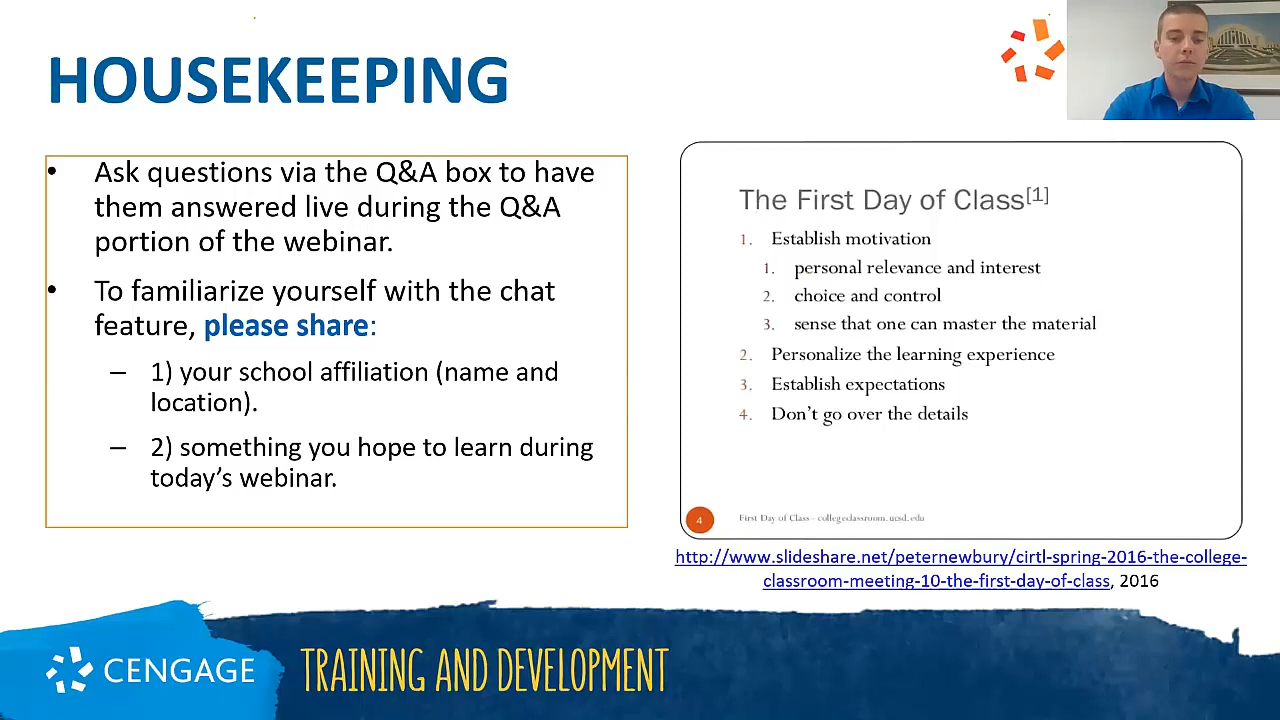 HOUSEKEEPING
• Ask questions via the Q&A box to have
them answered live during the Q&A
portion of the webinar.
• To familiarize yourself with the chat
feature, please share:
– 1) your school affiliation (name and
location).
– 2) something you hope to learn during
today's webinar.
The First Day of Class[1]
1. Establish motivation
1. personal relevance and interest
2. choice and control
3. sense that one can master the material
2. Personalize the learning experience
3. Establish expectations
4. Don't go over the details
4 First Day of Class - collegeclassroom.ucsd.edu
http://www.slideshare.net/peternewbury/cirtl-spring-2016-the-college-
classroom-meeting-10-the-first-day-of-class, 2016
CENGAGE TRAINING AND DEVELOPMENT